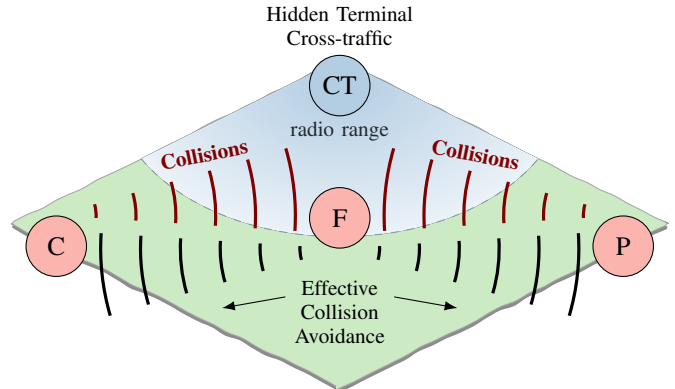 Hidden Terminal
Cross-traffic
CT
radio range
Collisions
Collisions
F
C
P
Effective
Collision
Avoidance